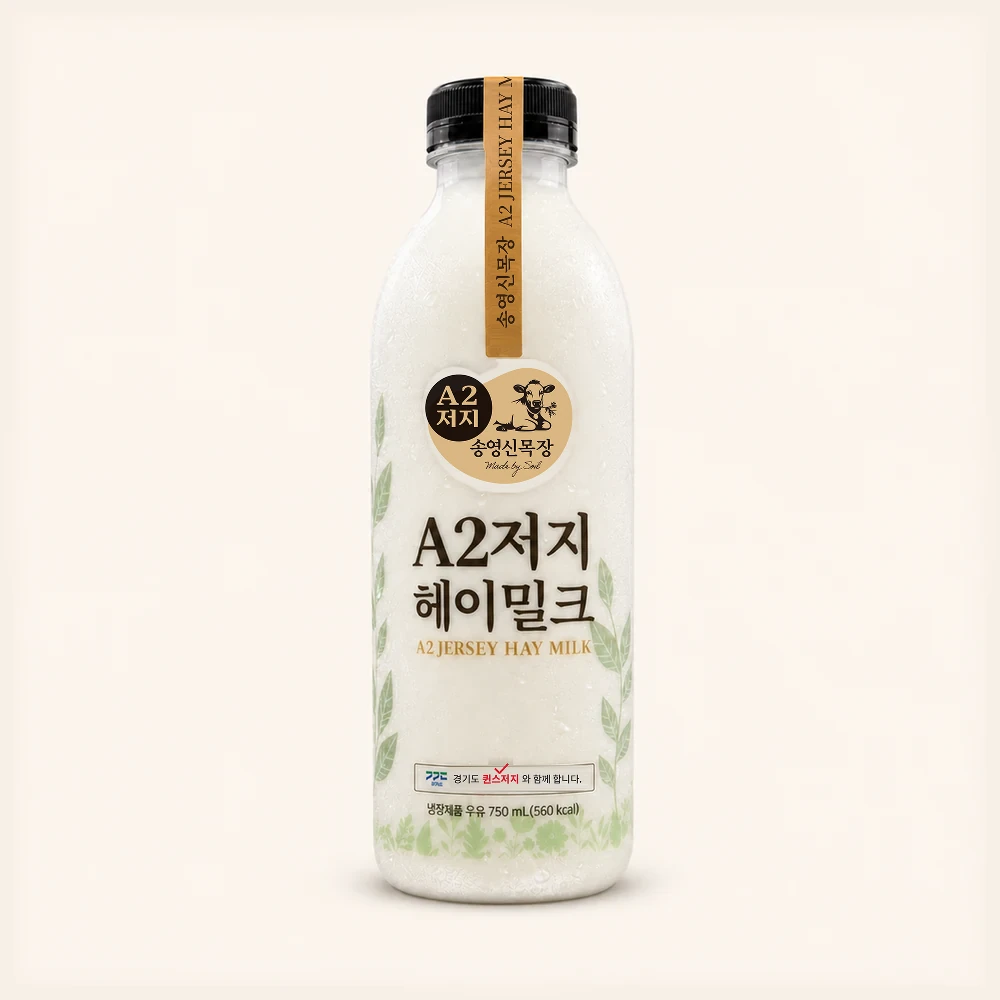 송영신목장 A2 JERSEY HAY M
A2
저지
송영신목장
Made by Soil
A2저지
헤이밀크
A2 JERSEY HAY MILK
경기도 퀸스저지와 함께 합니다.
냉장제품 우유 750 mL(560 kcal)